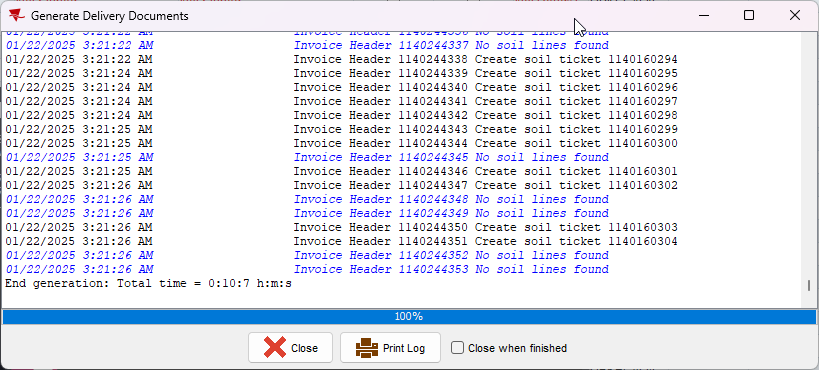 Generate Delivery Documents
01/22/2025 3:21:22 AM Invoice Header 1140244337 No soil lines found
01/22/2025 3:21:22 AM Invoice Header 1140244338 Create soil ticket 1140160294
01/22/2025 3:21:24 AM Invoice Header 1140244339 Create soil ticket 1140160295
01/22/2025 3:21:24 AM Invoice Header 1140244340 Create soil ticket 1140160296
01/22/2025 3:21:24 AM Invoice Header 1140244341 Create soil ticket 1140160297
01/22/2025 3:21:24 AM Invoice Header 1140244342 Create soil ticket 1140160298
01/22/2025 3:21:25 AM Invoice Header 1140244343 Create soil ticket 1140160299
01/22/2025 3:21:25 AM Invoice Header 1140244344 Create soil ticket 1140160300
01/22/2025 3:21:25 AM Invoice Header 1140244345 No soil lines found
01/22/2025 3:21:25 AM Invoice Header 1140244346 Create soil ticket 1140160301
01/22/2025 3:21:26 AM Invoice Header 1140244347 Create soil ticket 1140160302
01/22/2025 3:21:26 AM Invoice Header 1140244348 No soil lines found
01/22/2025 3:21:26 AM Invoice Header 1140244349 No soil lines found
01/22/2025 3:21:26 AM Invoice Header 1140244350 Create soil ticket 1140160303
01/22/2025 3:21:26 AM Invoice Header 1140244351 Create soil ticket 1140160304
01/22/2025 3:21:26 AM Invoice Header 1140244352 No soil lines found
01/22/2025 3:21:26 AM Invoice Header 1140244353 No soil lines found
End generation: Total time = 0:10:7 h:m:s
100%
Close Print Log Close when finished